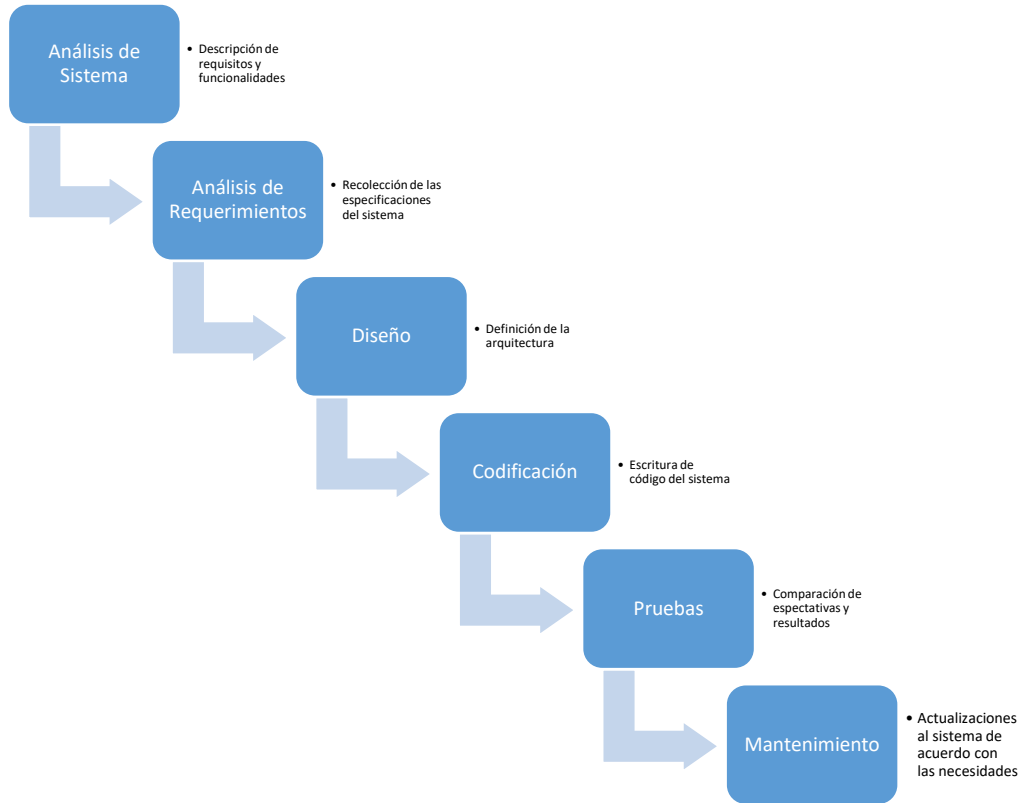 Análisis de
Sistema
• Descripción de
requisitos y
funcionalidades
Análisis de
Requerimientos
• Recolección de las
especificaciones
del sistema
Diseño
• Definición de la
arquitectura
Codificación
• Escritura de
código del sistema
Pruebas
• Comparación de
espectativas y
resultados
Mantenimiento
• Actualizaciones
al sistema de
acuerdo con
las necesidades